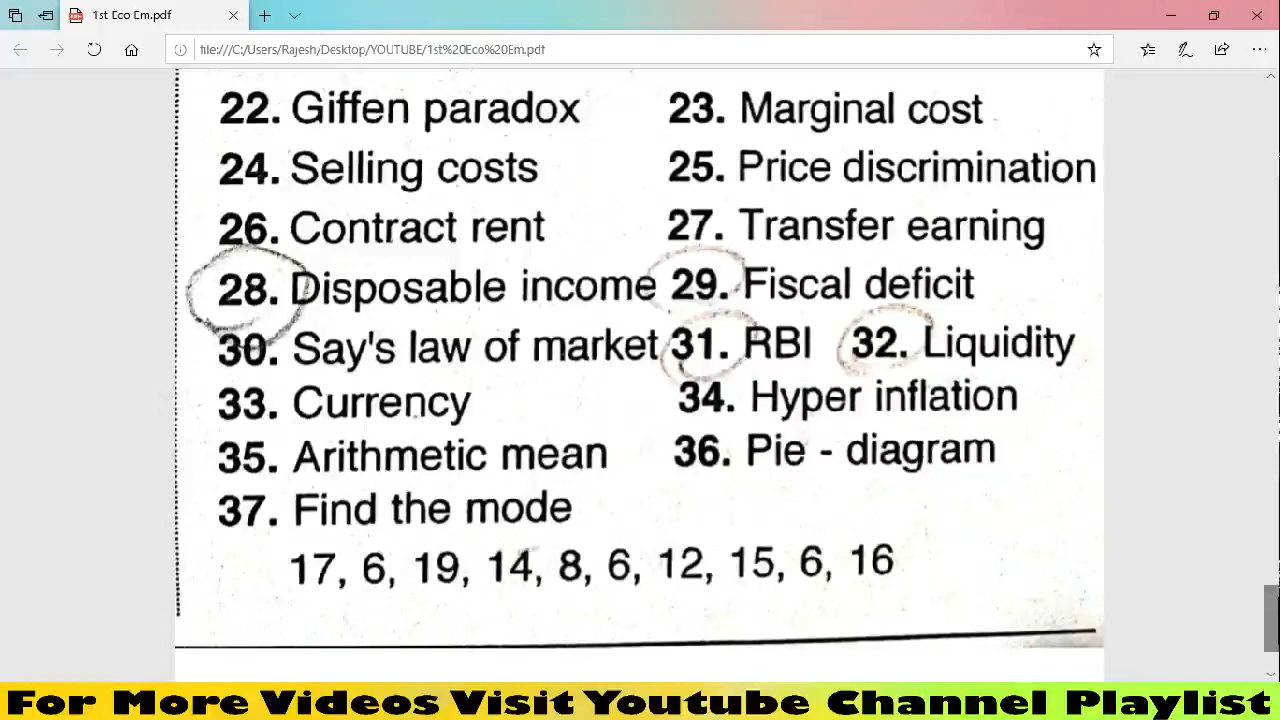 1st Eco Em.pdf
file:///C:/Users/Rajesh/Desktop/YOUTUBE/1st%20Eco%20Em.pdf
22. Giffen paradox 23. Marginal cost
24. Selling costs 25. Price discrimination
26. Contract rent 27. Transfer earning
28. Disposable income 29. Fiscal deficit
30. Say's law of market 31. RBI 32. Liquidity
33. Currency 34. Hyper inflation
35. Arithmetic mean 36. Pie - diagram
37. Find the mode
17, 6, 19, 14, 8, 6, 12, 15, 6, 16
For More Videos Visit Youtube Channel Playlist